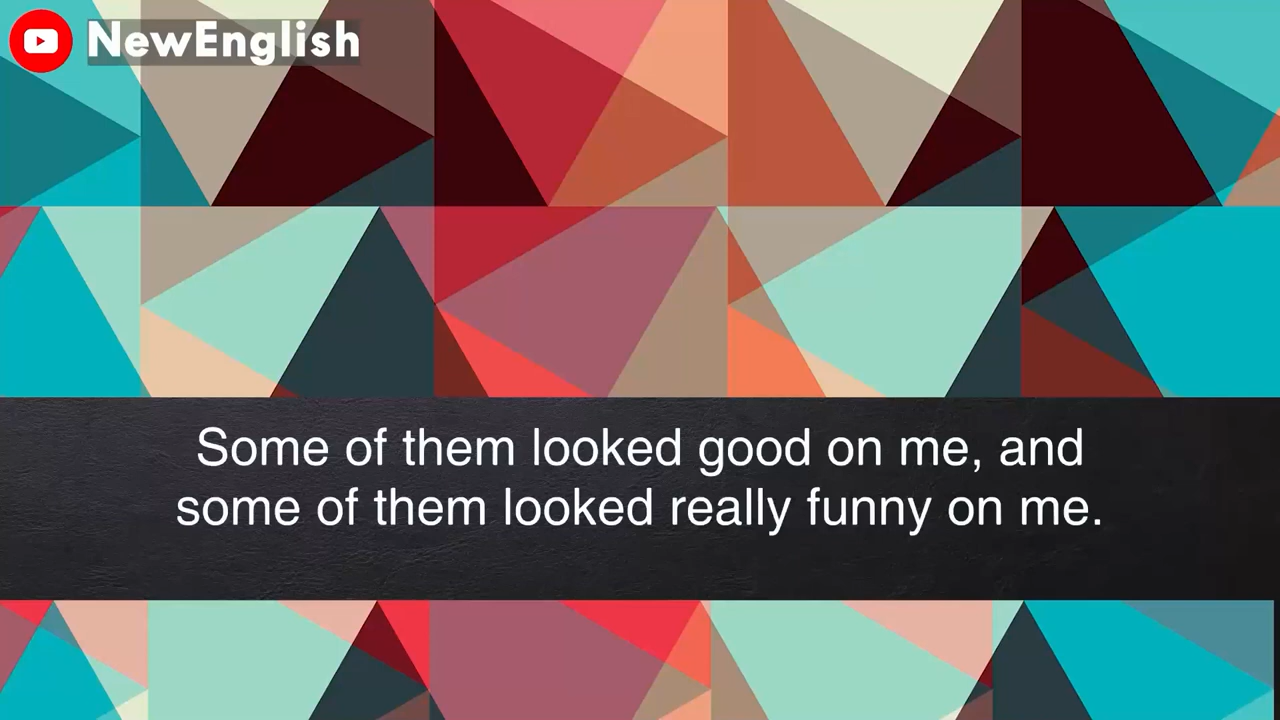 NewEnglish
Some of them looked good on me, and
some of them looked really funny on me.